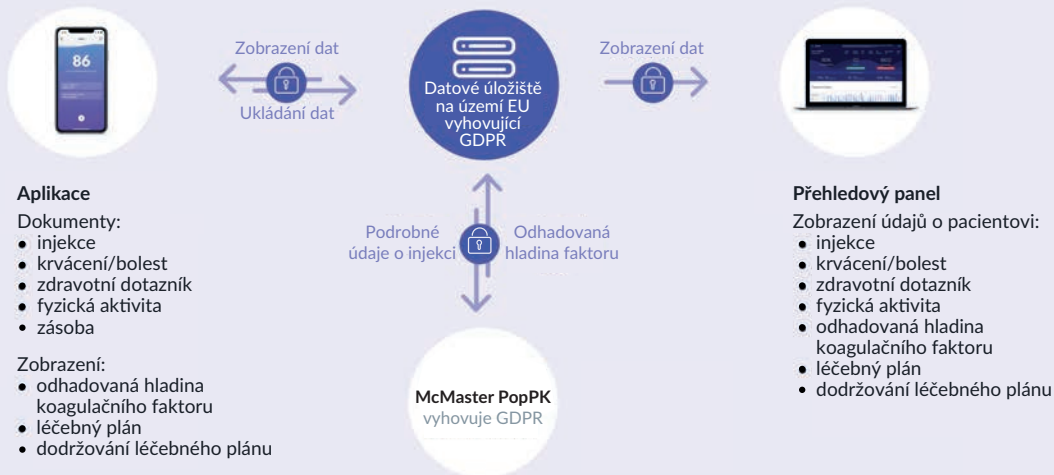 86
Zobrazení dat
Ukládání dat
Datové úložiště
na území EU
vyhovující
GDPR
Zobrazení dat
Aplikace
Dokumenty:
• injekce
• krvácení/bolest
• zdravotní dotazník
• fyzická aktivita
• zásoba
Zobrazení:
• odhadovaná hladina
koagulačního faktoru
• léčebný plán
• dodržování léčebného plánu
Podrobné
údaje o injekci
Odhadovaná
hladina faktoru
McMaster PopPK
vyhovuje GDPR
Přehledový panel
Zobrazení údajů o pacientovi:
• injekce
• krvácení/bolest
• zdravotní dotazník
• fyzická aktivita
• odhadovaná hladina
koagulačního faktoru
• léčebný plán
• dodržování léčebného plánu